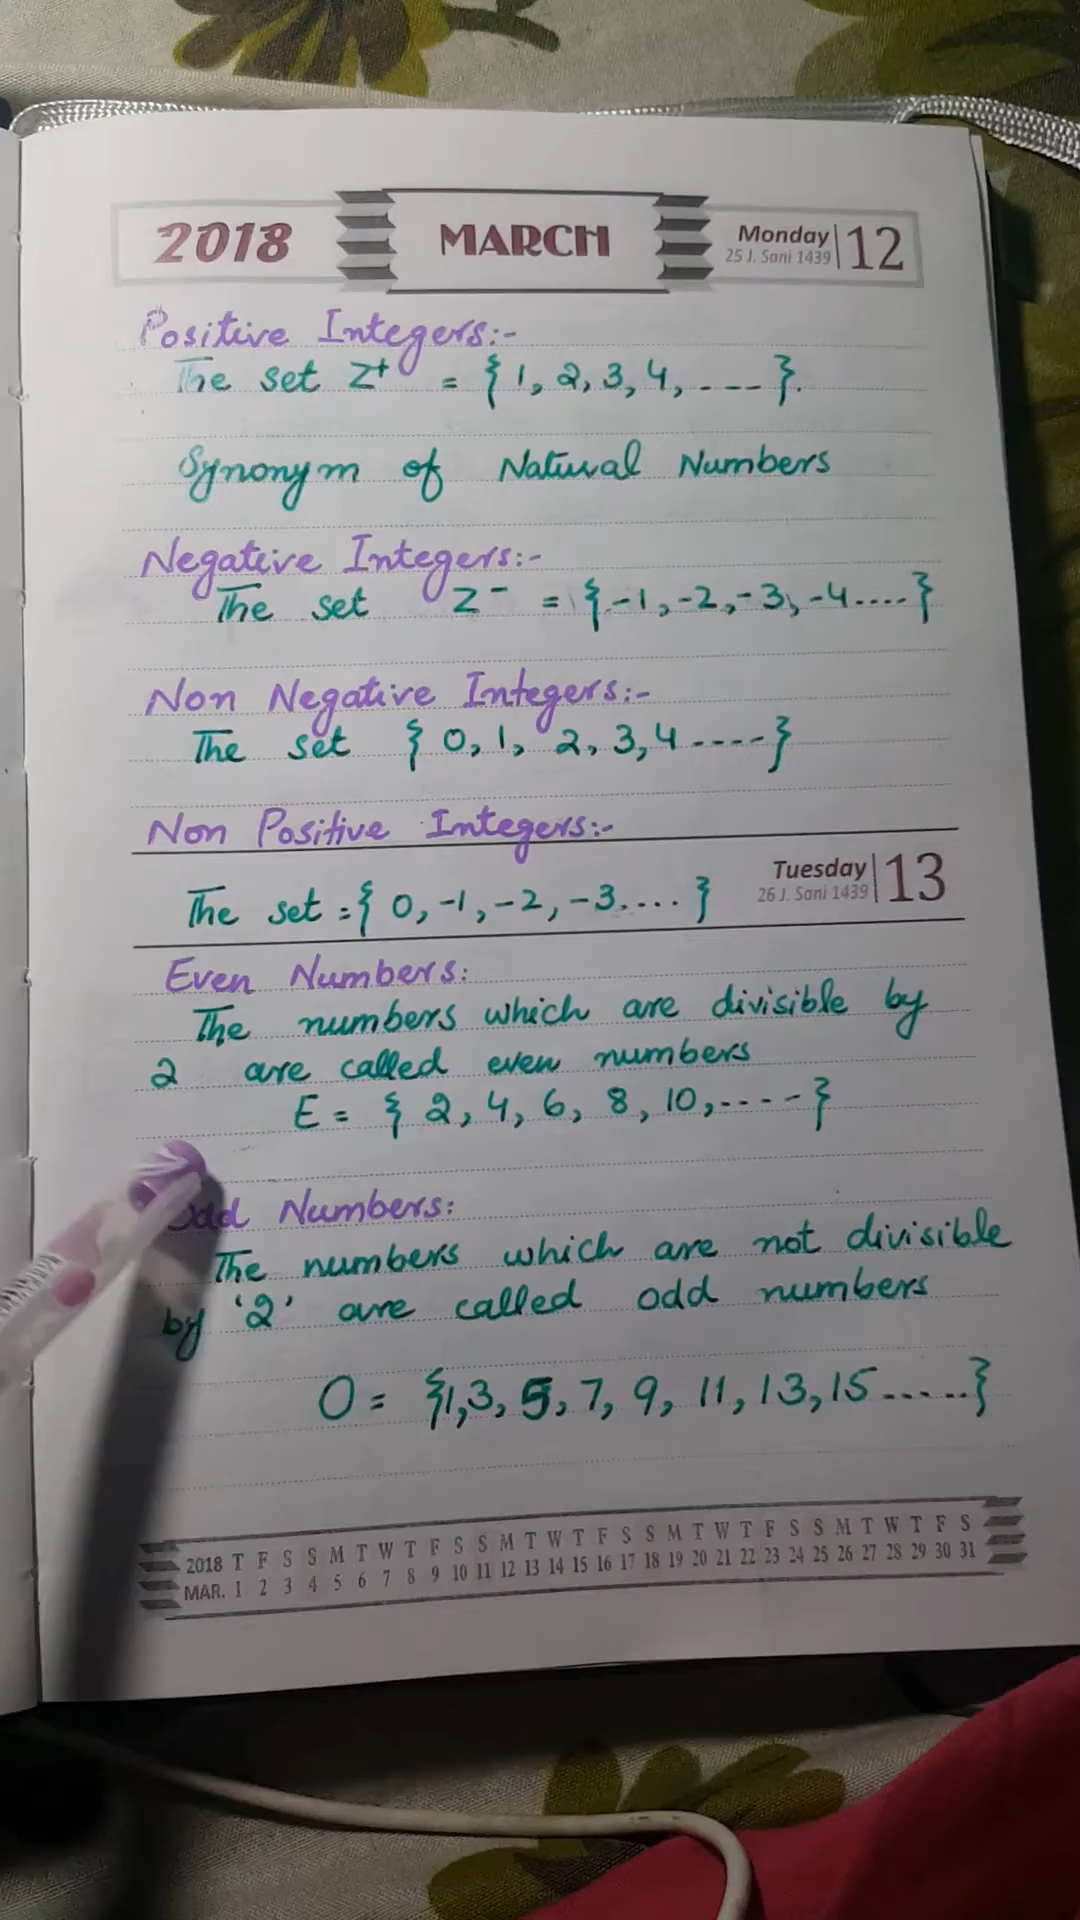 2018 MARCH Monday 12
25 J. Sani 1439
Positive Integers:-
The set Z+ = {1, 2, 3, 4, ---}.
Synonym of Natural Numbers
Negative Integers:-
The set Z- = {-1, -2, -3, -4....}
Non Negative Integers:-
The set { 0, 1, 2, 3, 4 ----}
Non Positive Integers:-
Tuesday 13
26 J. Sani 1439
The set = { 0, -1, -2, -3.... }
Even Numbers:
The numbers which are divisible by
2 are called even numbers
E = { 2, 4, 6, 8, 10, ---- }
Odd Numbers:
The numbers which are not divisible
by '2' are called odd numbers
O = {1, 3, 5, 7, 9, 11, 13, 15......}
2018 T F S S M T W T F S S M T W T F S S M T W T F S S M T W T F S
MAR. 1 2 3 4 5 6 7 8 9 10 11 12 13 14 15 16 17 18 19 20 21 22 23 24 25 26 27 28 29 30 31